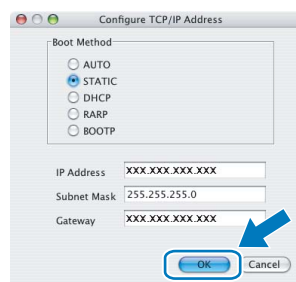 Configure TCP/IP Address
Boot Method
AUTO
STATIC
DHCP
RARP
BOOTP
IP Address XXX.XXX.XXX.XXX
Subnet Mask 255.255.255.0
Gateway XXX.XXX.XXX.XXX
OK Cancel